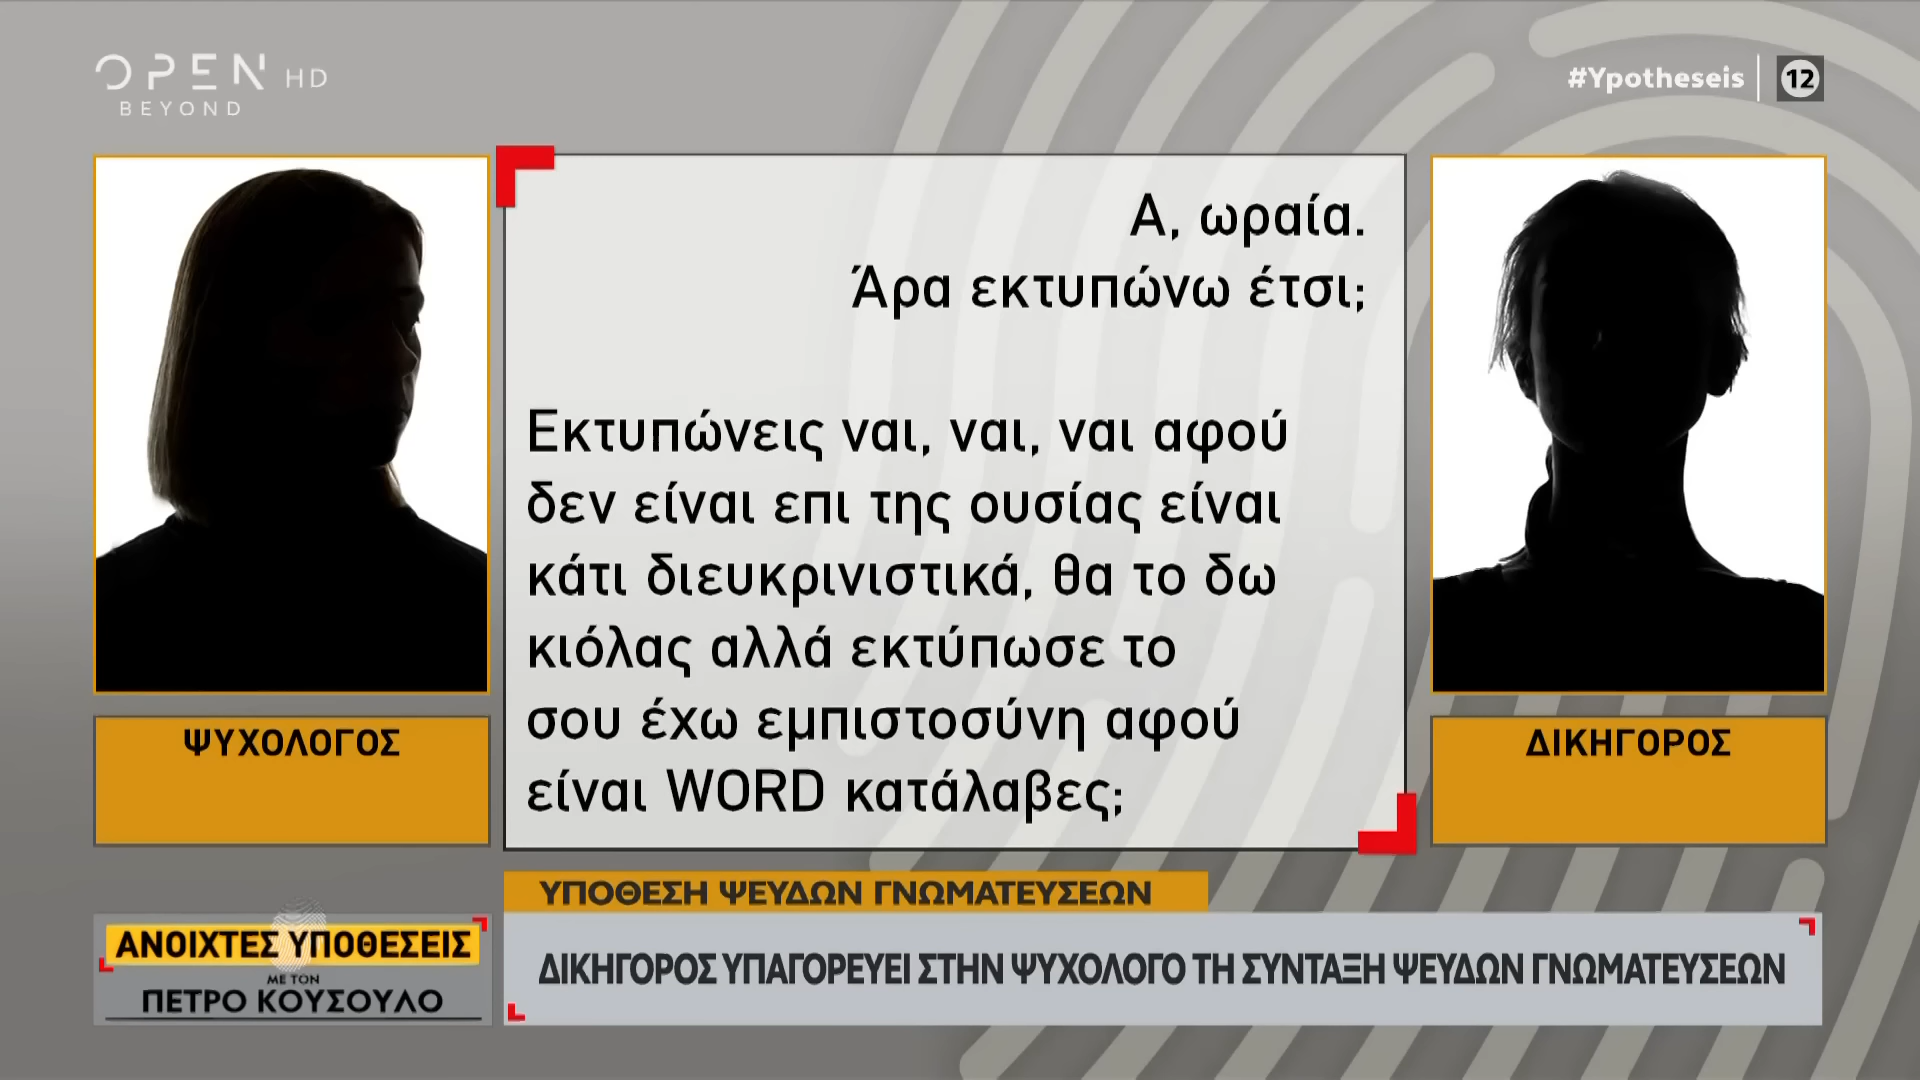 OPEN HD
BEYOND
#Ypotheseis
12
Α, ωραία.
Άρα εκτυπώνω έτσι;
Εκτυπώνεις ναι, ναι, ναι αφού
δεν είναι επι της ουσίας είναι
κάτι διευκρινιστικά, θα το δω
κιόλας αλλά εκτύπωσε το
σου έχω εμπιστοσύνη αφού
είναι WORD κατάλαβες;
ΨΥΧΟΛΟΓΟΣ
ΔΙΚΗΓΟΡΟΣ
ΥΠΟΘΕΣΗ ΨΕΥΔΩΝ ΓΝΩΜΑΤΕΥΣΕΩΝ
ΔΙΚΗΓΟΡΟΣ ΥΠΑΓΟΡΕΥΕΙ ΣΤΗΝ ΨΥΧΟΛΟΓΟ ΤΗ ΣΥΝΤΑΞΗ ΨΕΥΔΩΝ ΓΝΩΜΑΤΕΥΣΕΩΝ
ΑΝΟΙΧΤΕΣ ΥΠΟΘΕΣΕΙΣ
ΜΕ ΤΟΝ
ΠΕΤΡΟ ΚΟΥΣΟΥΛΟ